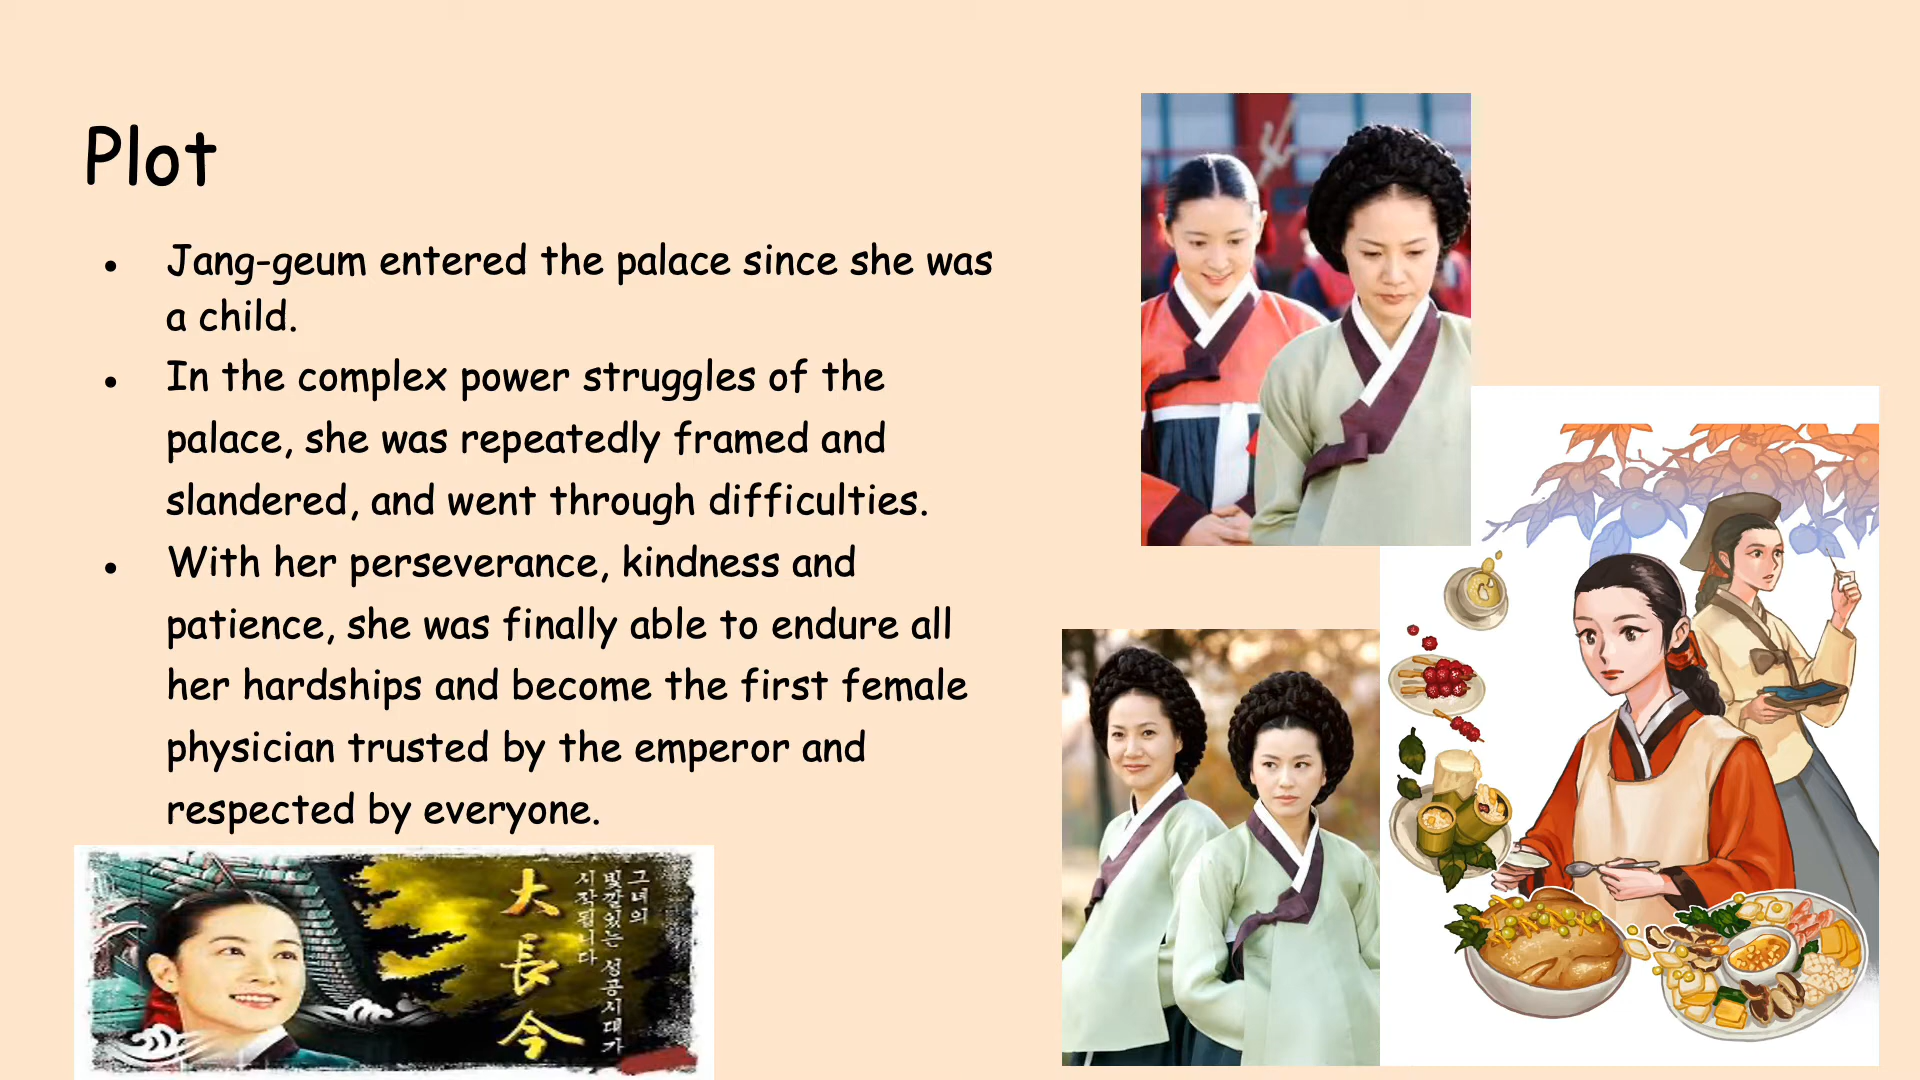 Plot
● Jang-geum entered the palace since she was
a child.
● In the complex power struggles of the
palace, she was repeatedly framed and
slandered, and went through difficulties.
● With her perseverance, kindness and
patience, she was finally able to endure all
her hardships and become the first female
physician trusted by the emperor and
respected by everyone.
大長今
그녀의
빛깔있는 성공시대가
시작됩니다